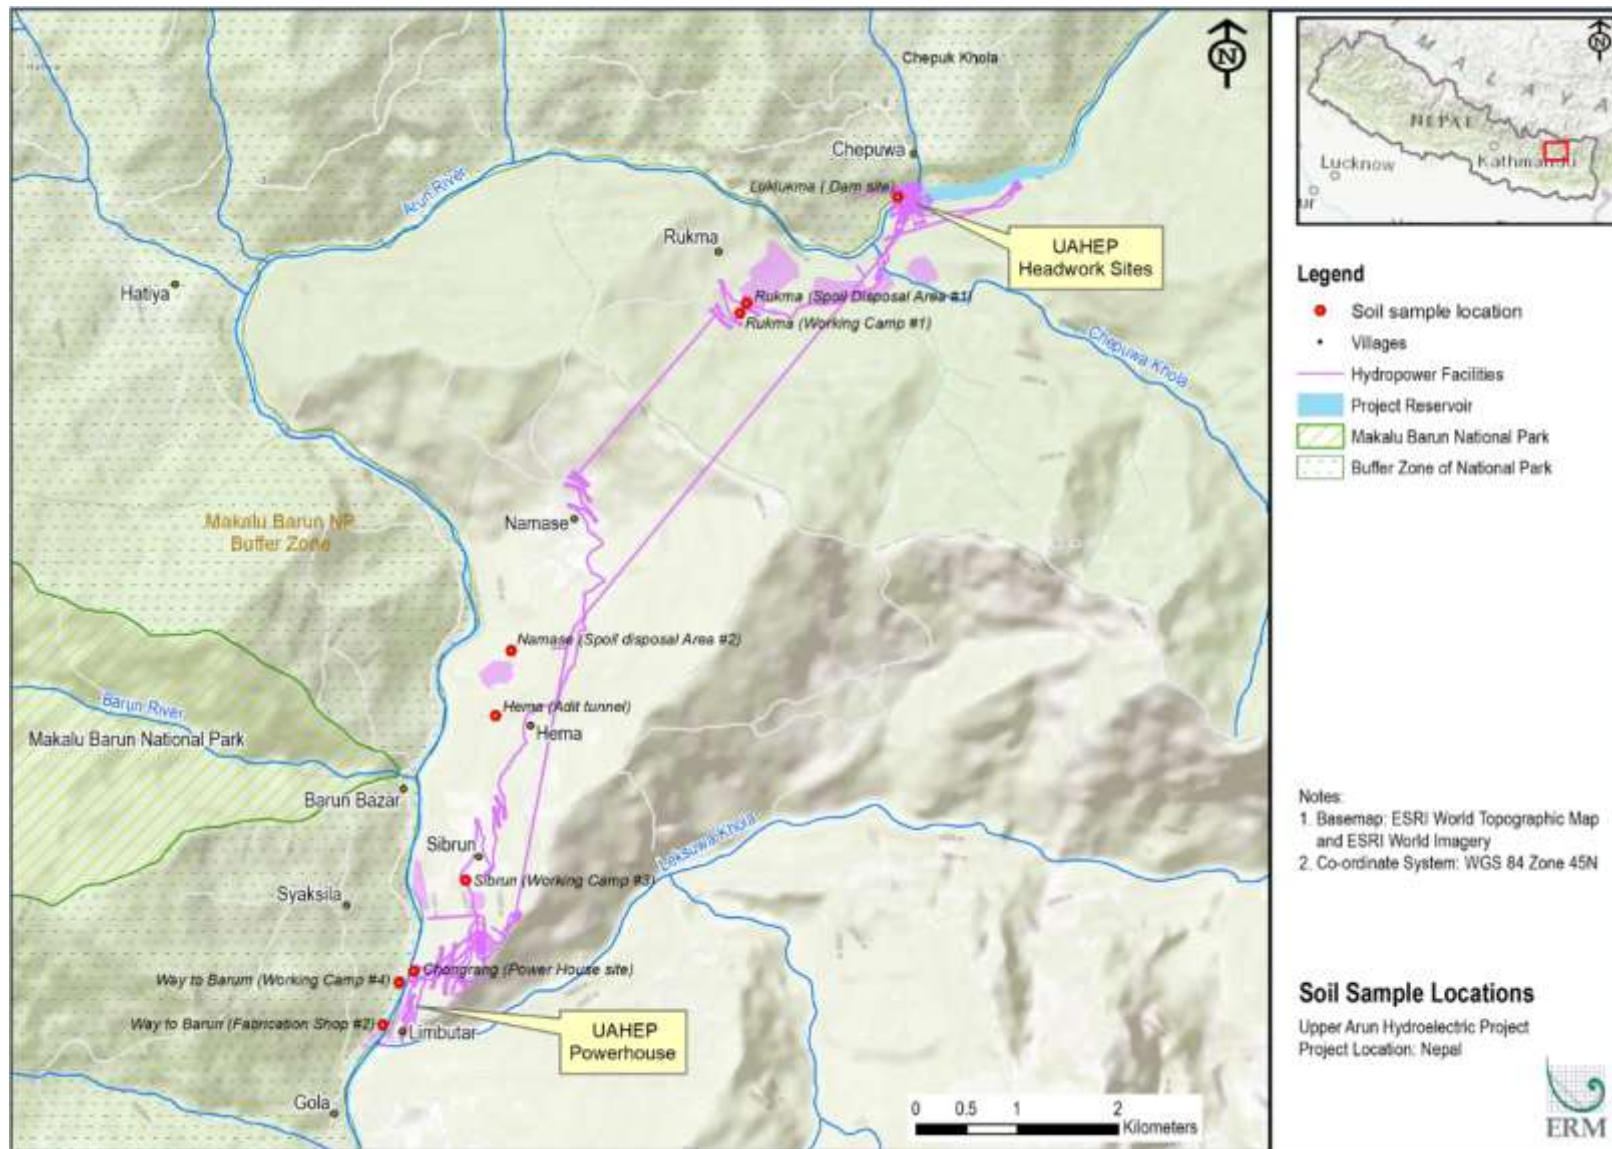 Chepuk Khola
Chepuwa
Arun River
Luklukma ( Dam site)
Rukma
UAHEP
Headwork Sites
Hatiya
Rukma (Spoil Disposal Area #1)
Rukma (Working Camp #1)
Chepuwa Khola
Namase
Makalu Barun NP
Buffer Zone
Namase (Spoil disposal Area #2)
Hema (Adit tunnel)
Hema
Barun River
Makalu Barun National Park
Barun Bazar
Leksuwa Khola
Sibrun
Sibrun (Working Camp #3)
Syaksila
Chongrang (Power House site)
Way to Barun (Working Camp #4)
Way to Barun (Fabrication Shop #2)
Limbutar
UAHEP
Powerhouse
Gola
0 0.5 1 2
Kilometers
N
N
M A L A Y A
NEPAL
Lucknow
Kathmandu
ur
Legend
Soil sample location
Villages
Hydropower Facilities
Project Reservoir
Makalu Barun National Park
Buffer Zone of National Park
Notes:
1. Basemap: ESRI World Topographic Map
and ESRI World Imagery
2. Co-ordinate System: WGS 84 Zone 45N
Soil Sample Locations
Upper Arun Hydroelectric Project
Project Location: Nepal
ERM